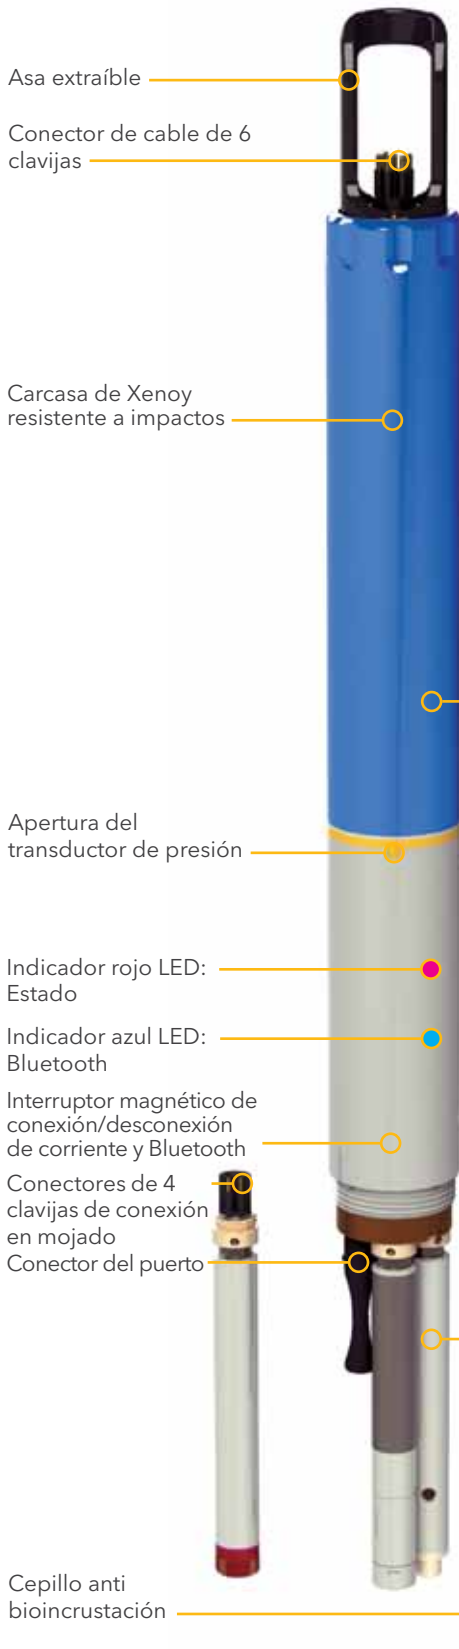 Asa extraíble
Conector de cable de 6
clavijas
Carcasa de Xenoy
resistente a impactos
Apertura del
transductor de presión
Indicador rojo LED:
Estado
Indicador azul LED:
Bluetooth
Interruptor magnético de
conexión/desconexión
de corriente y Bluetooth
Conectores de 4
clavijas de conexión
en mojado
Conector del puerto
Cepillo anti
bioincrustación